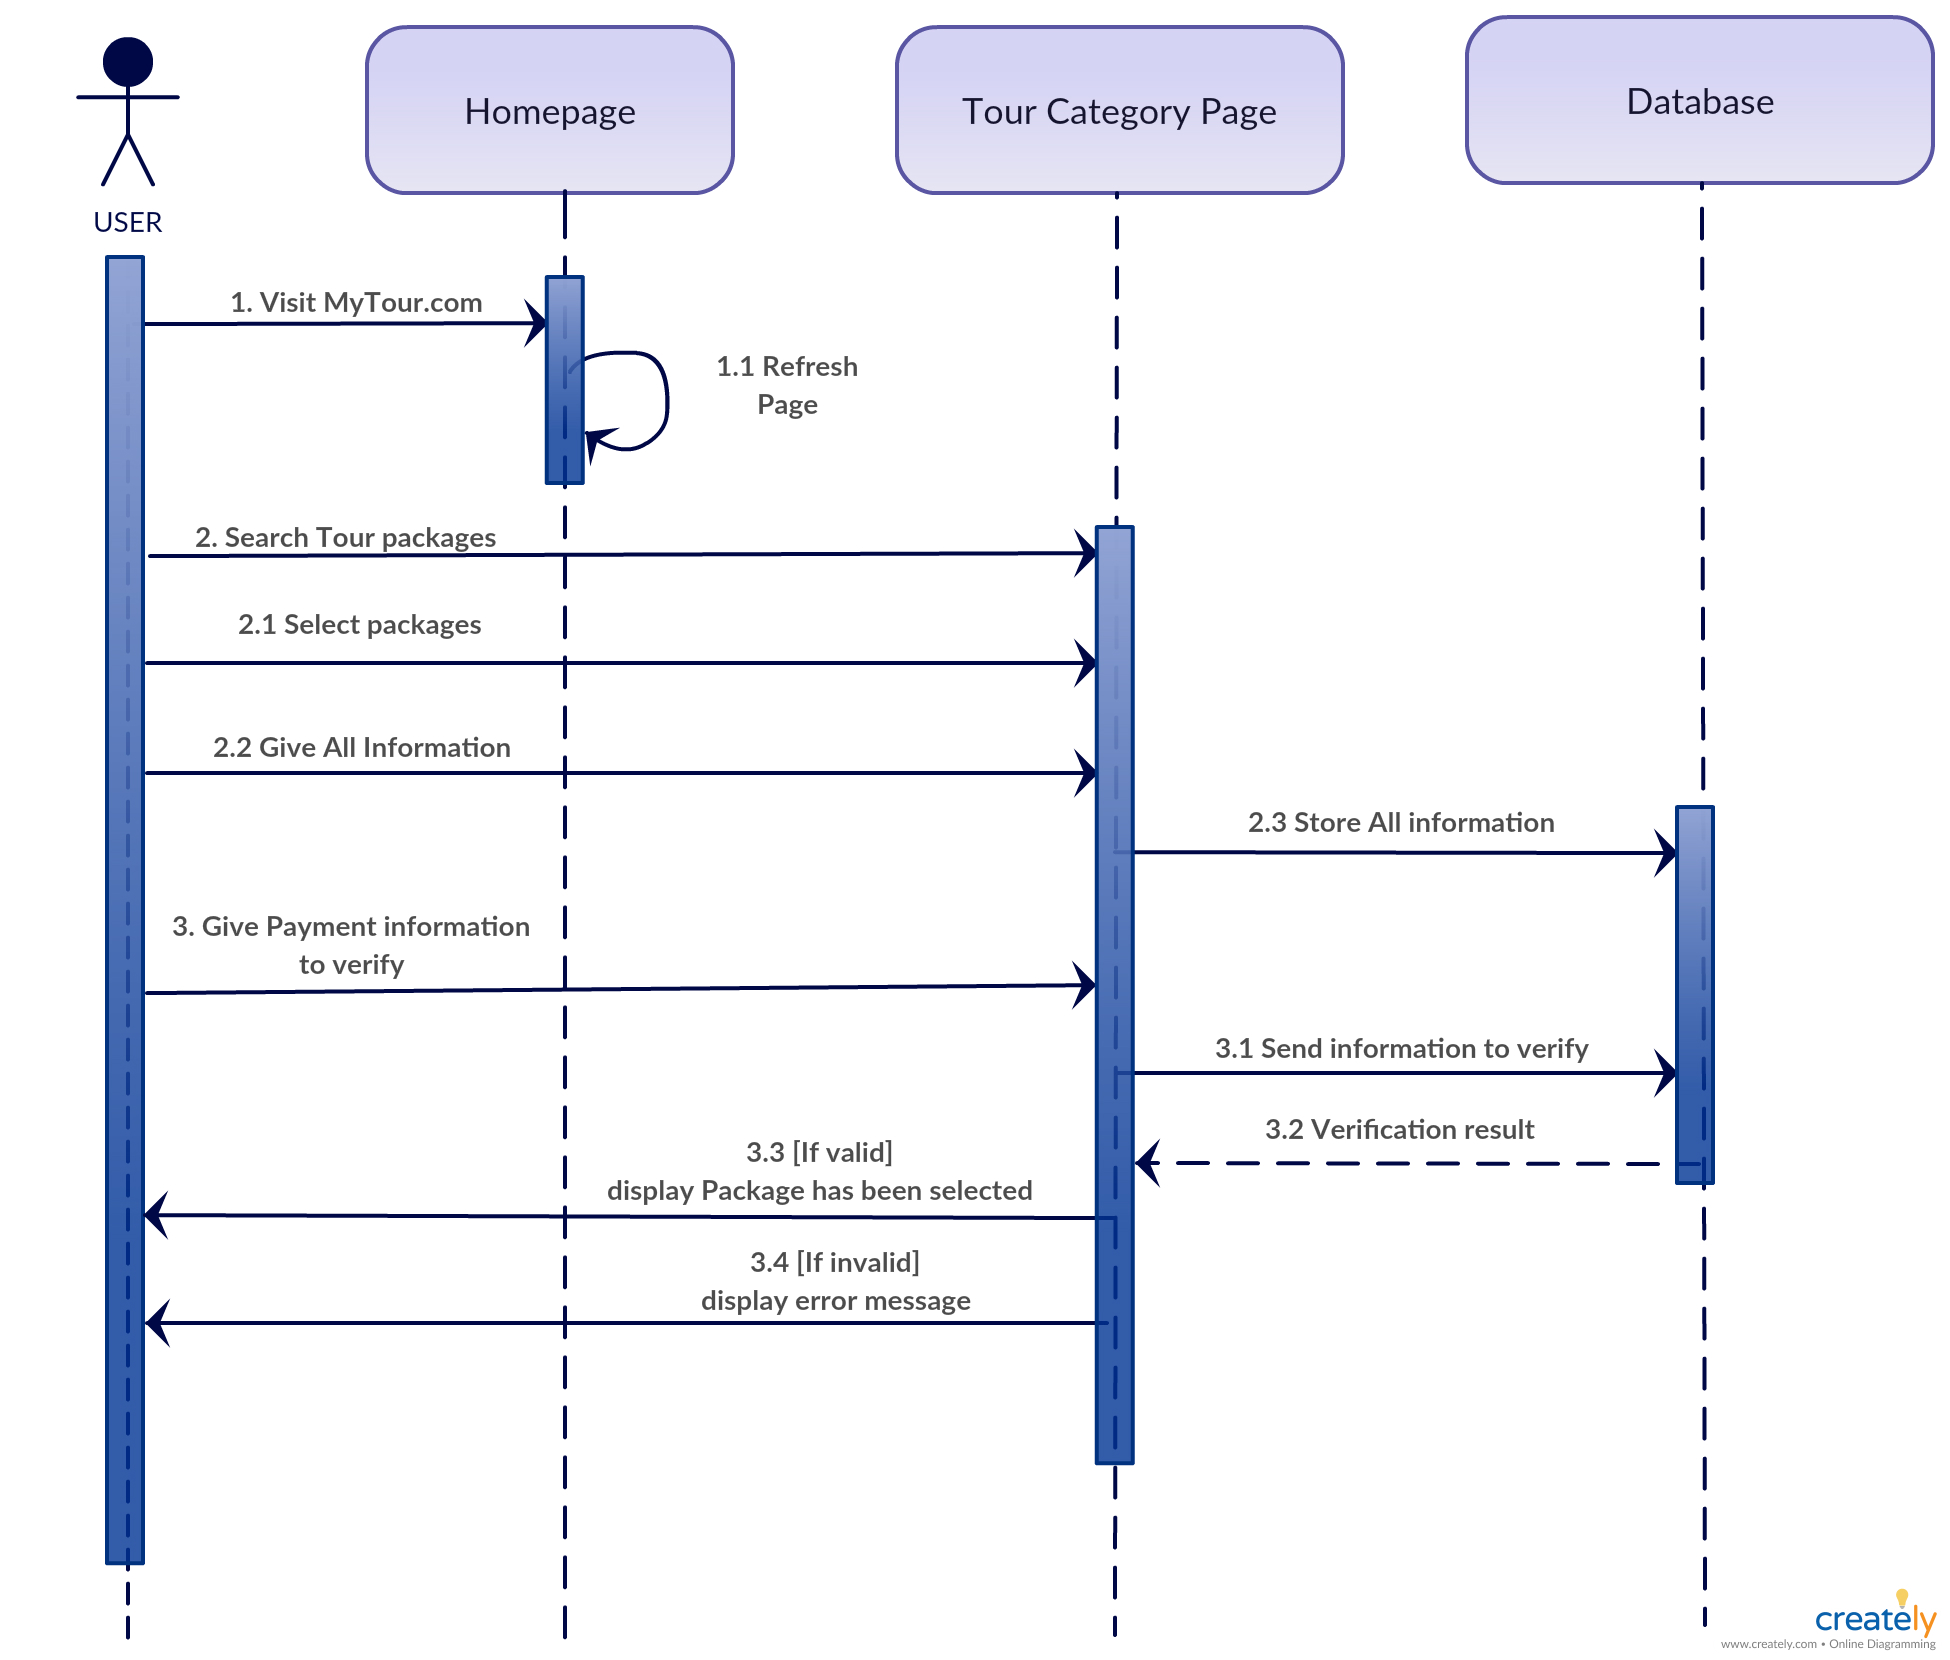 Homepage
Tour Category Page
Database
USER
1. Visit MyTour.com
1.1 Refresh
Page
2. Search Tour packages
2.1 Select packages
2.2 Give All Information
2.3 Store All information
3. Give Payment information
to verify
3.1 Send information to verify
3.2 Verification result
3.3 [If valid]
display Package has been selected
3.4 [If invalid]
display error message
creately
www.creately.com • Online Diagramming